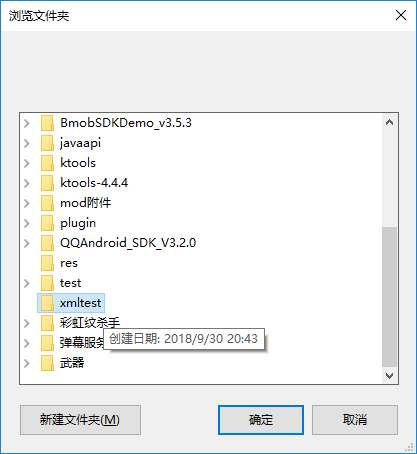 浏览文件夹
BmobSDKDemo_v3.5.3
javaapi
ktools
ktools-4.4.4
mod附件
plugin
QQAndroid_SDK_V3.2.0
res
test
xmltest
彩虹纹杀手
创建日期: 2018/9/30 20:43
弹幕服务
武器
新建文件夹(M)
确定
取消